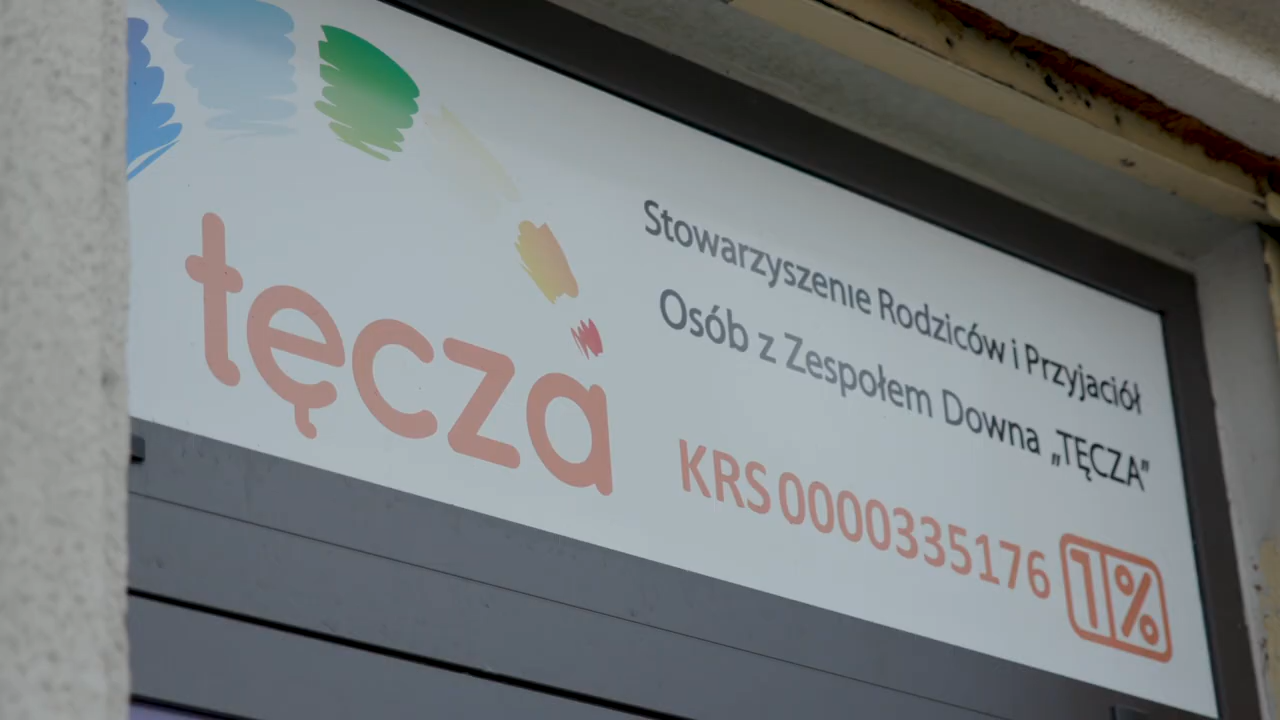 tęcza
Stowarzyszenie Rodziców i Przyjaciół
Osób z Zespołem Downa „TĘCZA”
KRS 0000335176 1%